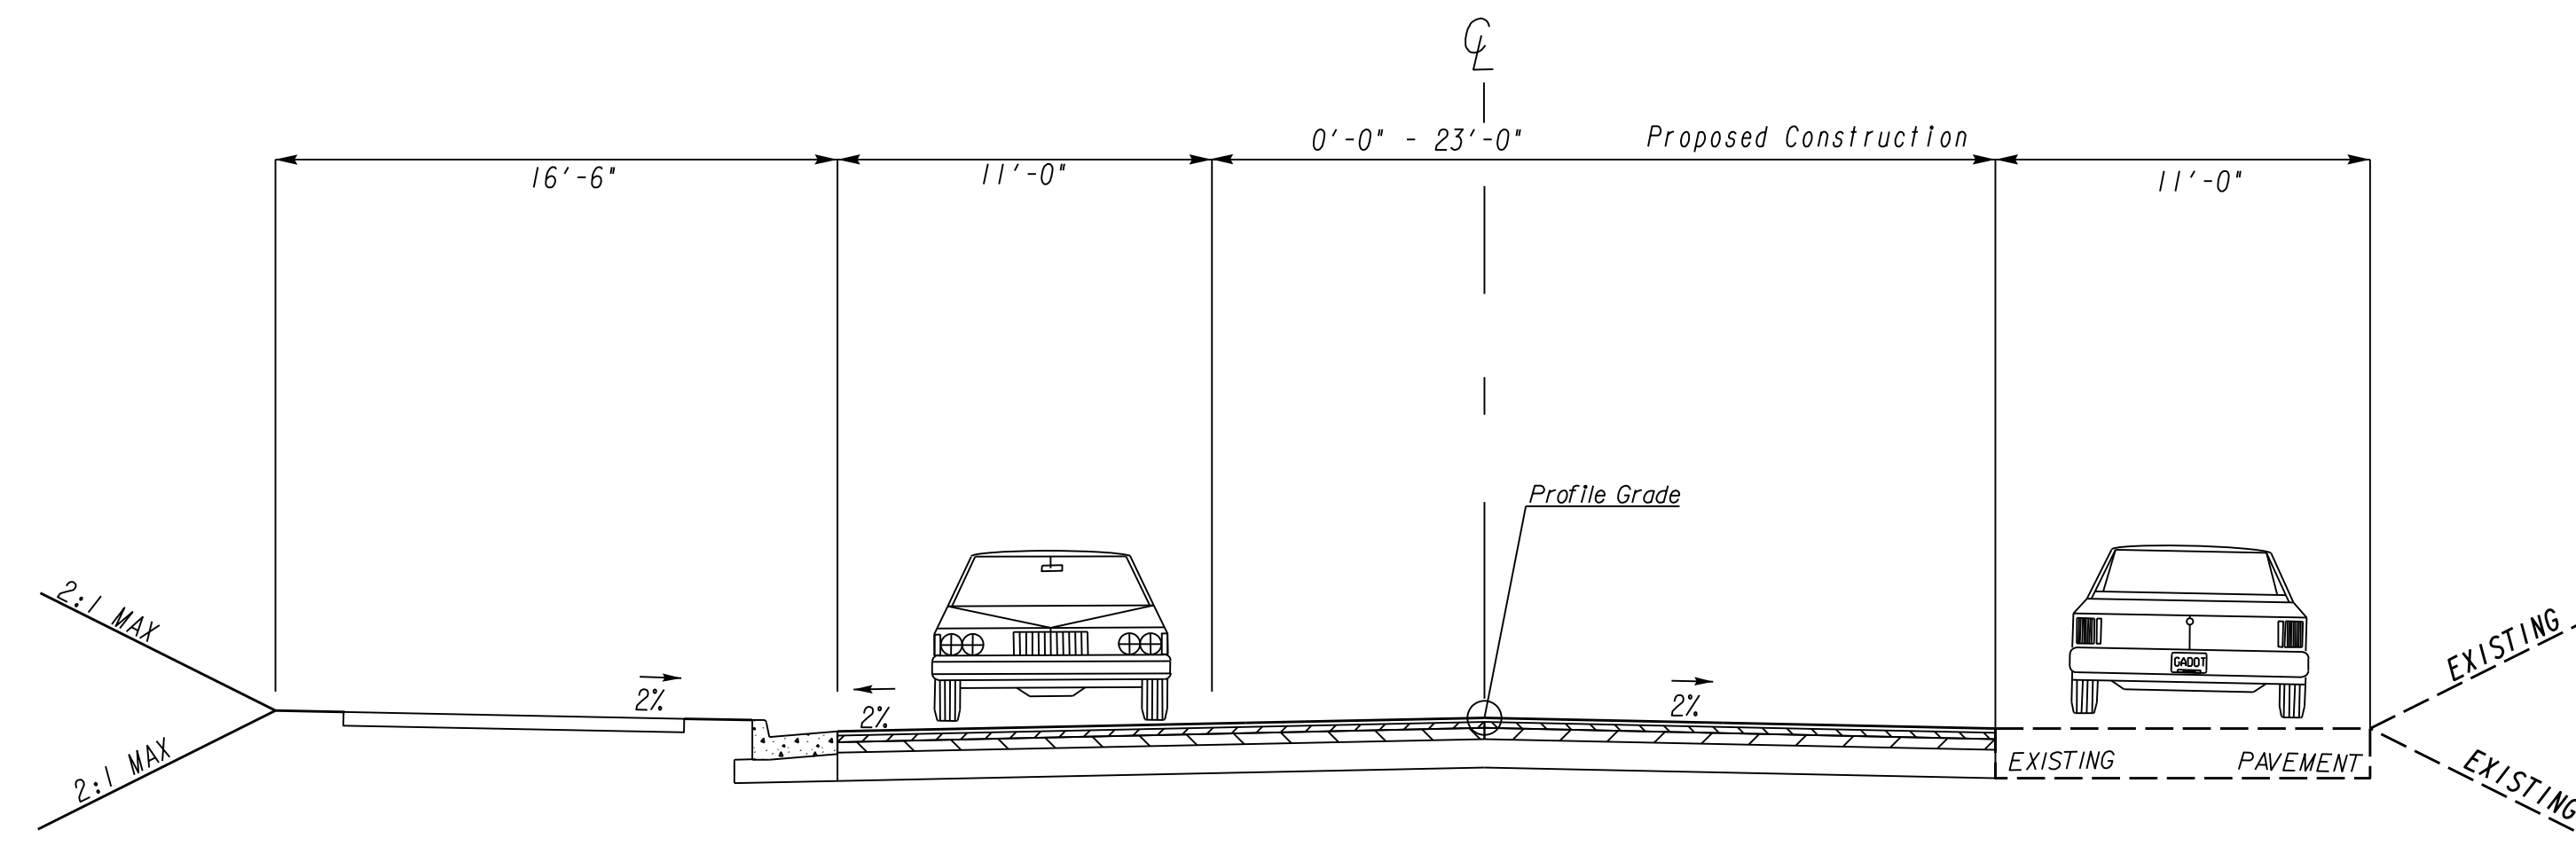 ℄
0'-0" - 23'-0" Proposed Construction
16'-6"
11'-0"
11'-0"
Profile Grade
2:1 MAX
2:1 MAX
2%
2%
2%
GADOT
EXISTING
EXISTING PAVEMENT
EXISTING